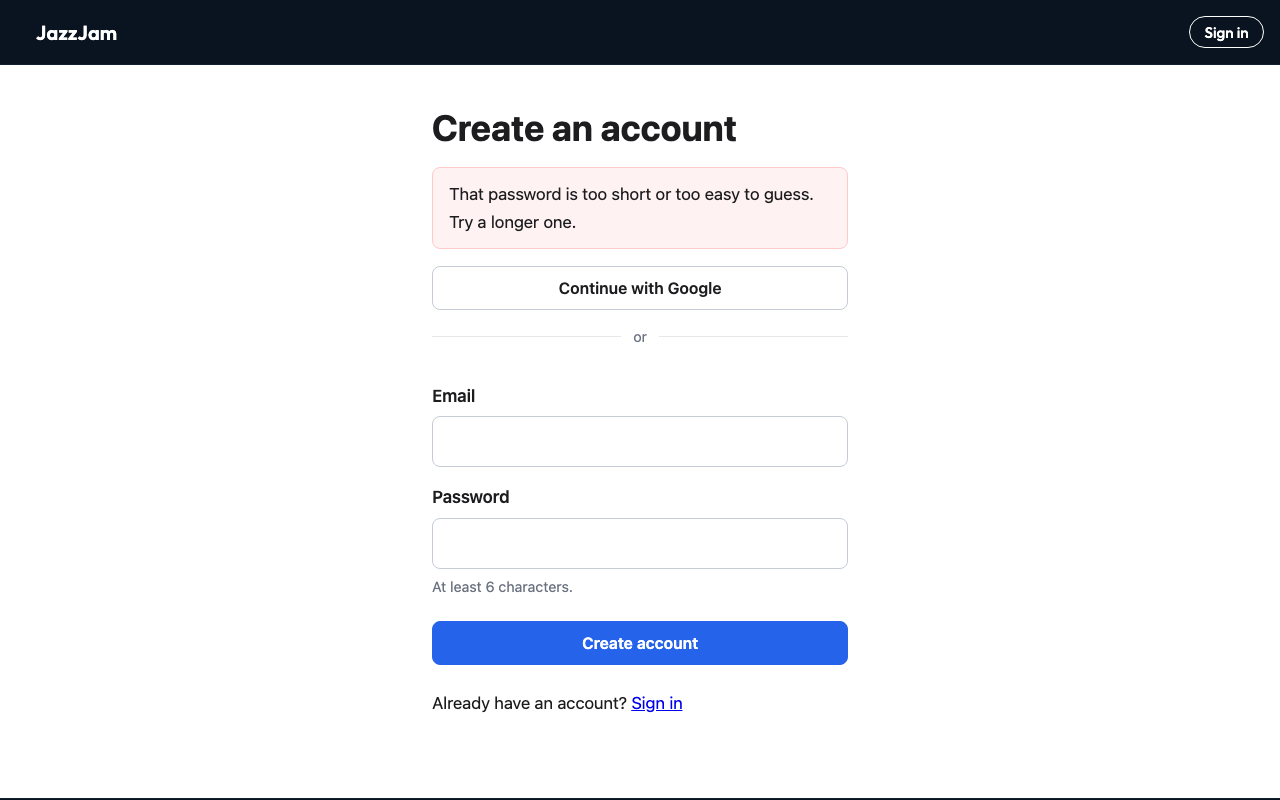 JazzJam
Sign in
Create an account
That password is too short or too easy to guess.
Try a longer one.
Continue with Google
or
Email
Password
At least 6 characters.
Create account
Already have an account? Sign in